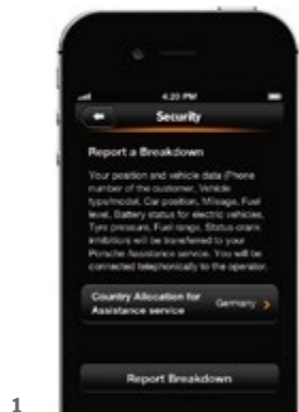 4:20 PM
Security
Report a Breakdown
Your position and vehicle data (Phone
number of the customer, Vehicle
type/model, Car position, Mileage, Fuel
level, Battery status for electric vehicles,
Tyre pressure, Fuel range, Status crank
inhibition) will be transferred to your
Porsche Assistance service. You will be
connected telephonically to the operator.
Country Allocation for
Assistance service
Germany
Report Breakdown
1